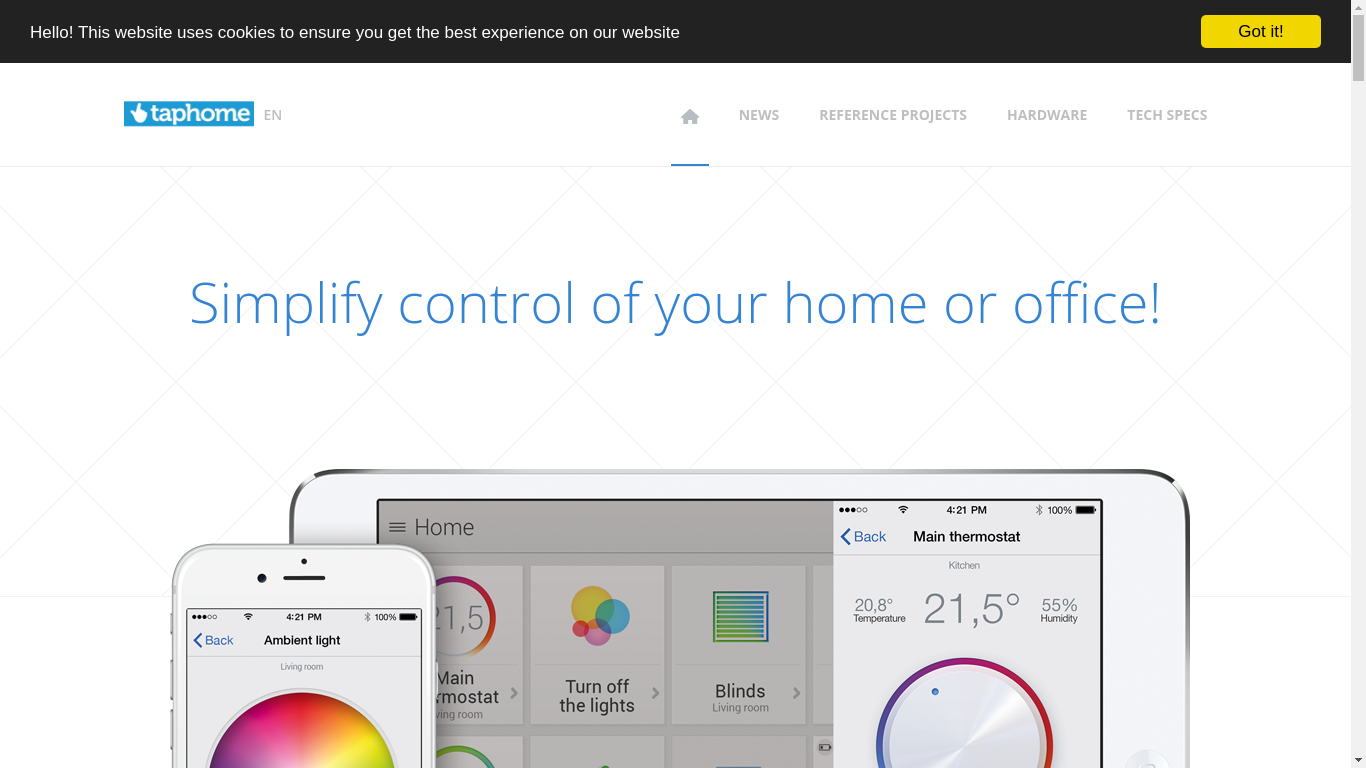 Hello! This website uses cookies to ensure you get the best experience on our website
Got it!
taphome EN
NEWS
REFERENCE PROJECTS
HARDWARE
TECH SPECS
Simplify control of your home or office!
Home
4:21 PM
100%
Back
Main thermostat
Kitchen
20,8°
Temperature
21,5°
55%
Humidity
4:21 PM
100%
Back
Ambient light
Living room
21,5
Main
rmostat
ving room
Turn off
the lights
Blinds
Living room